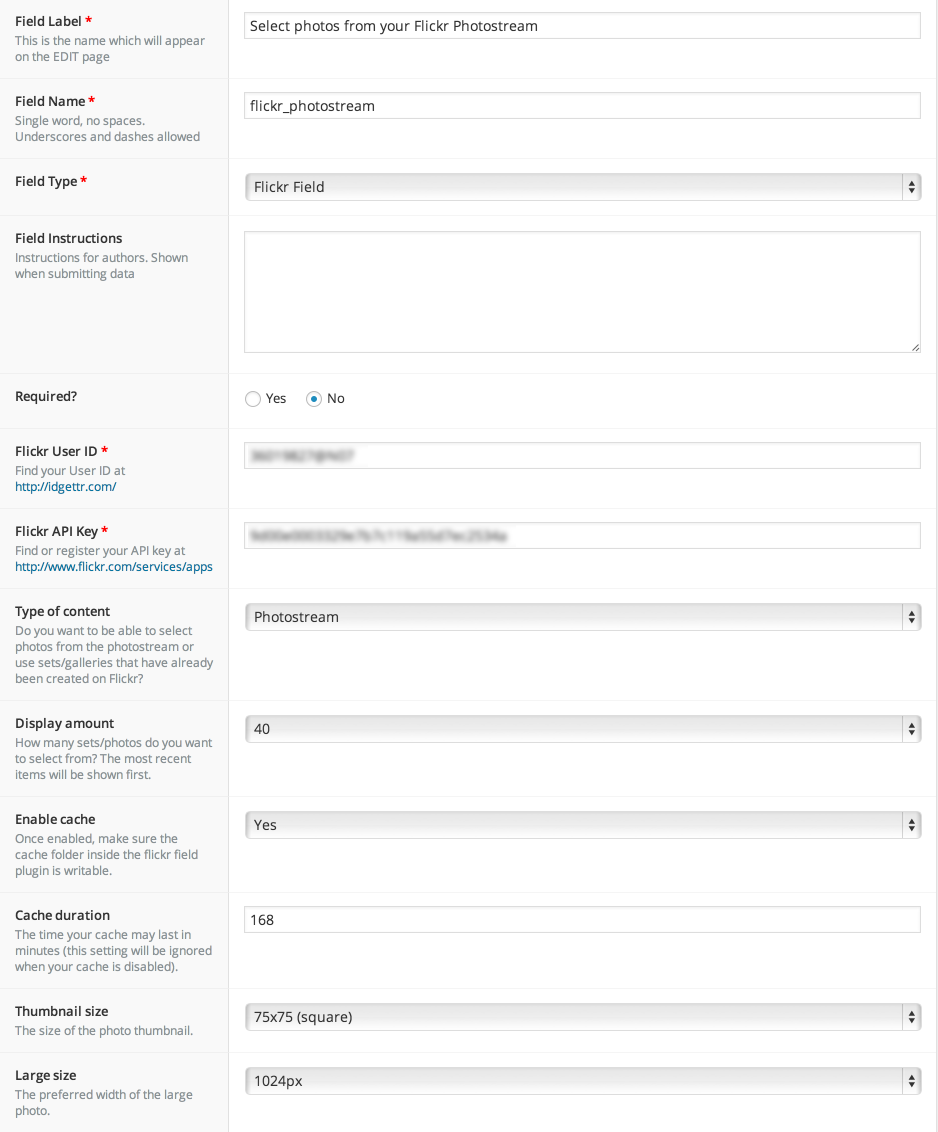 Field Label *
This is the name which will appear
on the EDIT page
Select photos from your Flickr Photostream
Field Name *
Single word, no spaces.
Underscores and dashes allowed
flickr_photostream
Field Type *
Flickr Field
Field Instructions
Instructions for authors. Shown
when submitting data
Required?
Yes No
Flickr User ID *
Find your User ID at
http://idgettr.com/
Flickr API Key *
Find or register your API key at
http://www.flickr.com/services/apps
Type of content
Do you want to be able to select
photos from the photostream or
use sets/galleries that have already
been created on Flickr?
Photostream
Display amount
How many sets/photos do you want
to select from? The most recent
items will be shown first.
40
Enable cache
Once enabled, make sure the
cache folder inside the flickr field
plugin is writable.
Yes
Cache duration
The time your cache may last in
minutes (this setting will be ignored
when your cache is disabled).
168
Thumbnail size
The size of the photo thumbnail.
75x75 (square)
Large size
The preferred width of the large
photo.
1024px